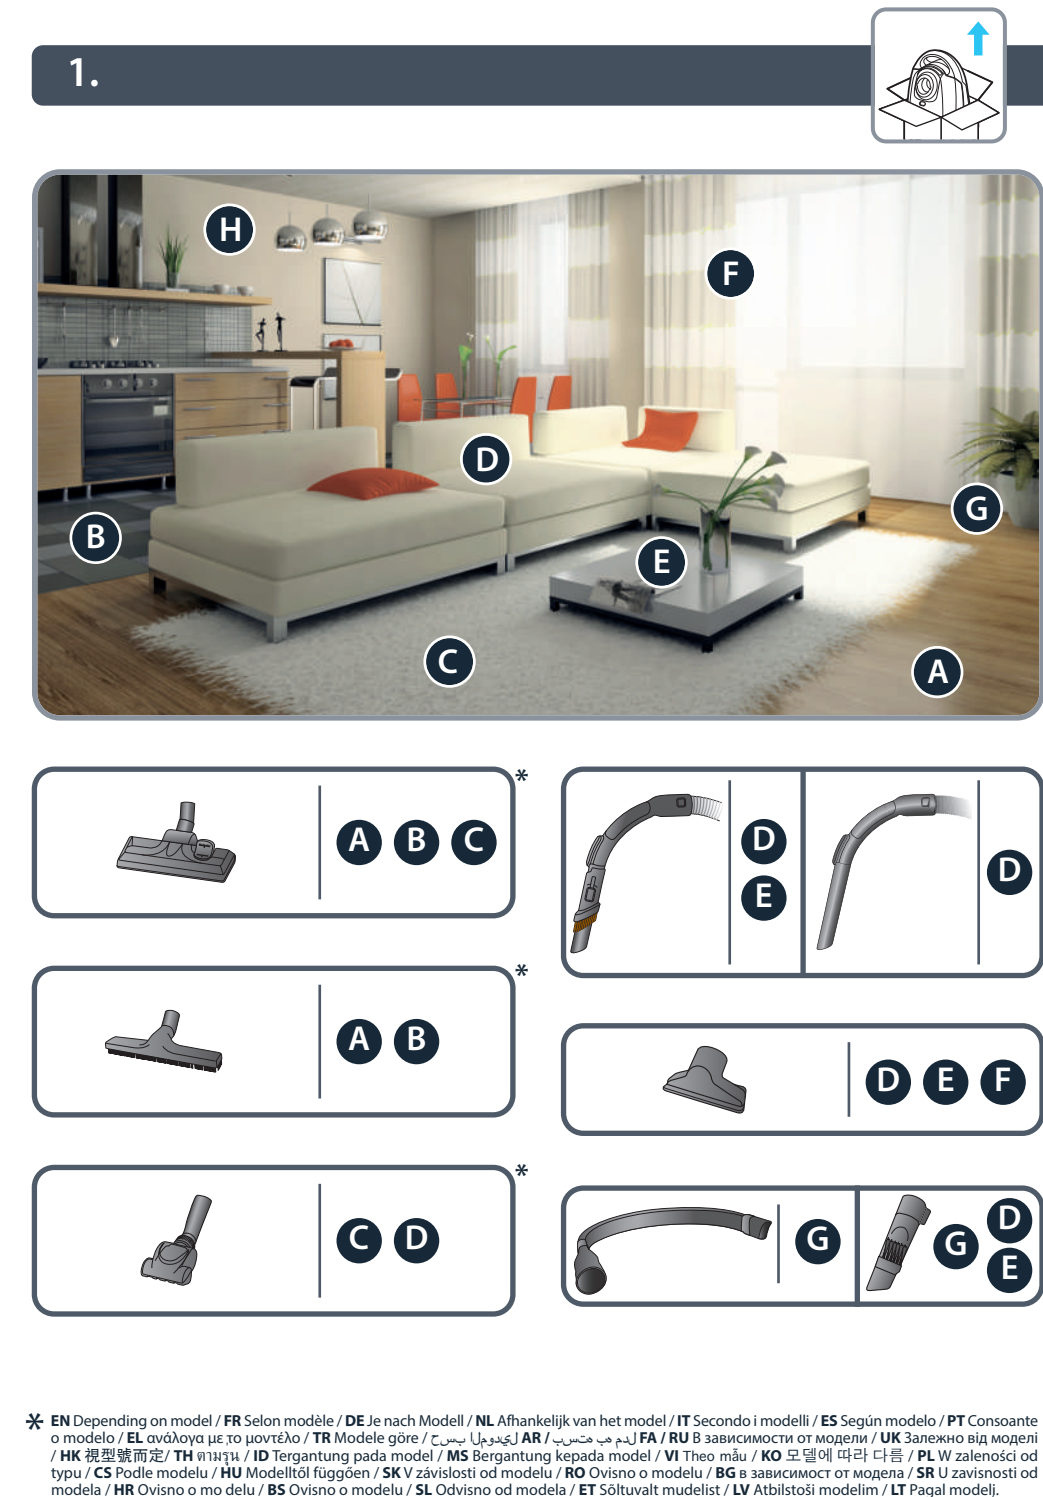 1.
H
F
D
G
B
E
C
A
A B C
D
E
D
A B
D E F
C D
G
G
D
E
* EN Depending on model / FR Selon modèle / DE Je nach Modell / NL Afhankelijk van het model / IT Secondo i modelli / ES Según modelo / PT Consoante
o modelo / EL ανάλογα με το μοντέλο / TR Modele göre / ليدوملا بسح AR / لدم هب هتسب FA / RU В зависимости от модели / UK Залежно від моделі
/ HK 視型號而定/ TH ตามรุ่น / ID Tergantung pada model / MS Bergantung kepada model / VI Theo mẫu / KO 모델에 따라 다름 / PL W zaleności od
typu / CS Podle modelu / HU Modelltől függően / SK V závislosti od modelu / RO Ovisno o modelu / BG в зависимост от модела / SR U zavisnosti od
modela / HR Ovisno o mo delu / BS Ovisno o modelu / SL Odvisno od modela / ET Sõltuvalt mudelist / LV Atbilstoši modelim / LT Pagal modelį.